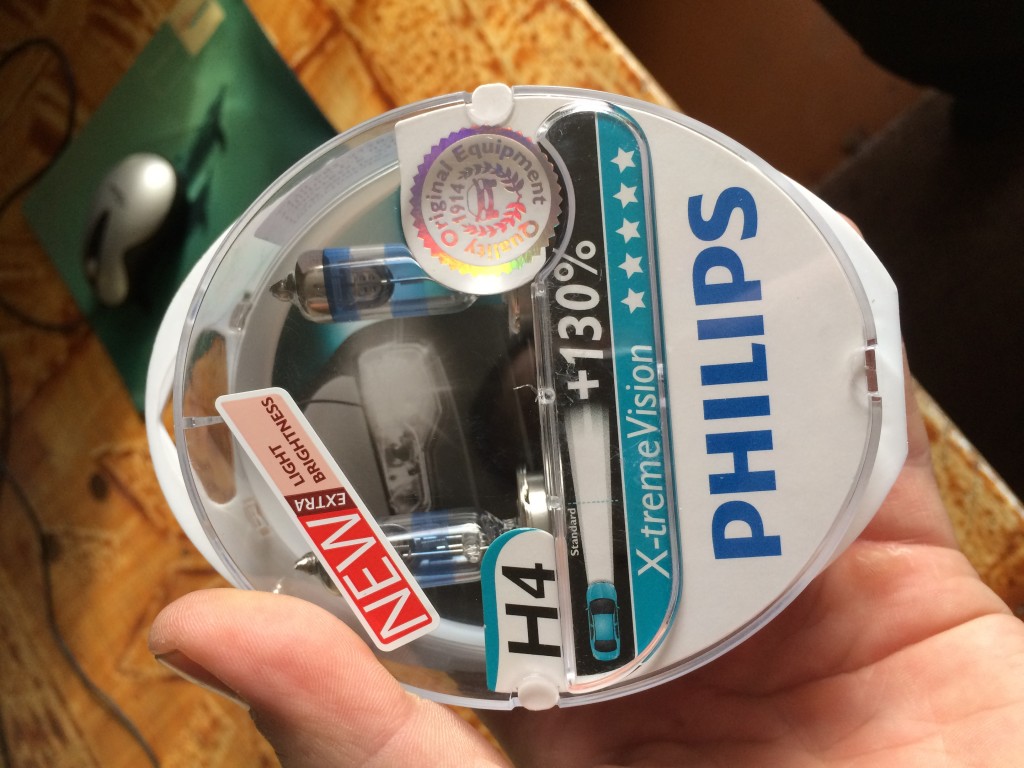 PHILIPS
X-tremeVision
+130%
Standard
H4
Original Equipment
Quality
1914
NEW
EXTRA
LIGHT
BRIGHTNESS